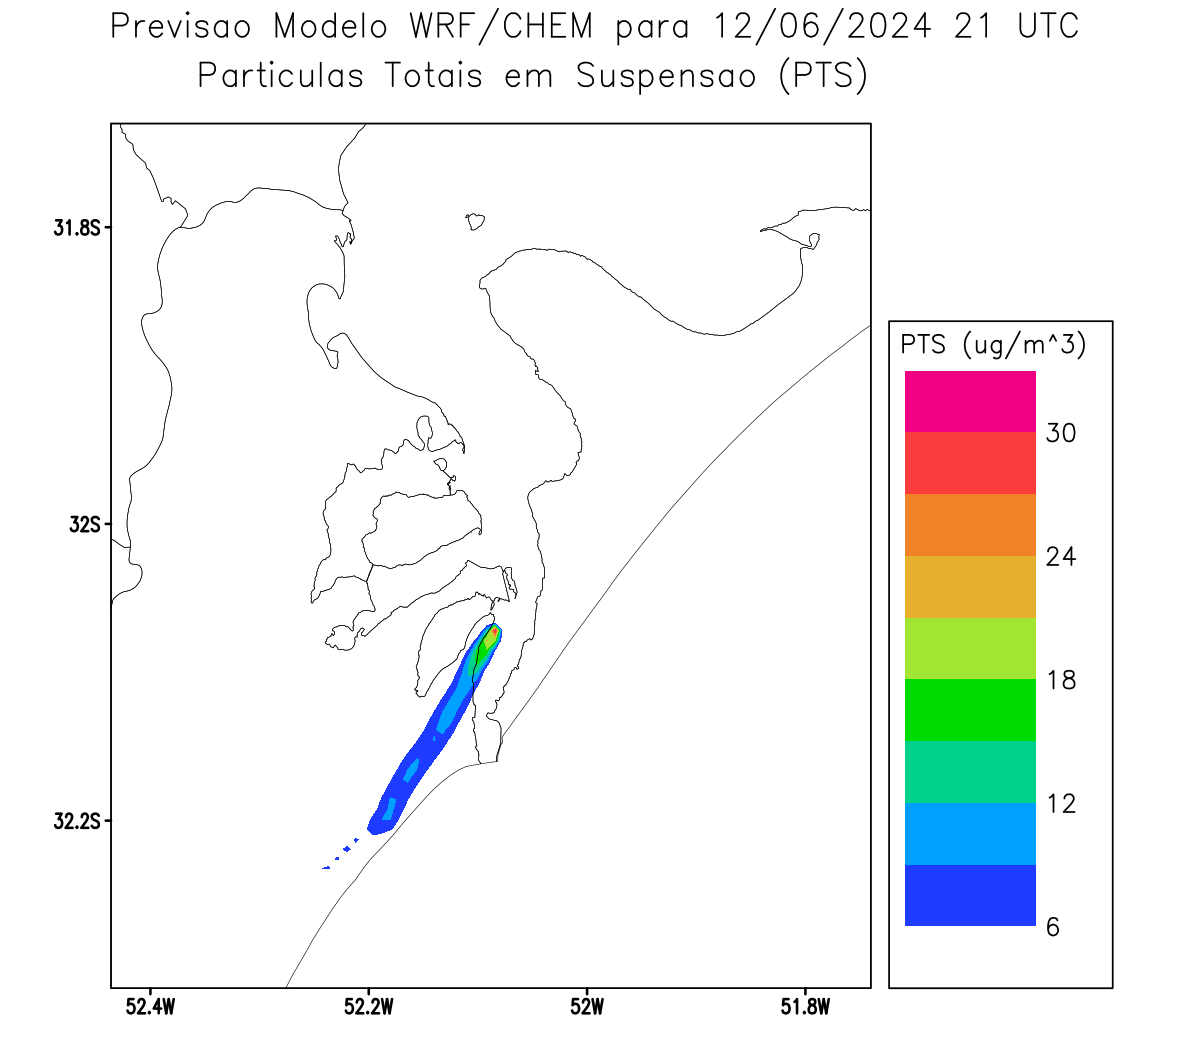 Previsao Modelo WRF/CHEM para 12/06/2024 21 UTC
Particulas Totais em Suspensao (PTS)
31.8S
32S
32.2S
52.4W
52.2W
52W
51.8W
PTS (ug/m^3)
30
24
18
12
6